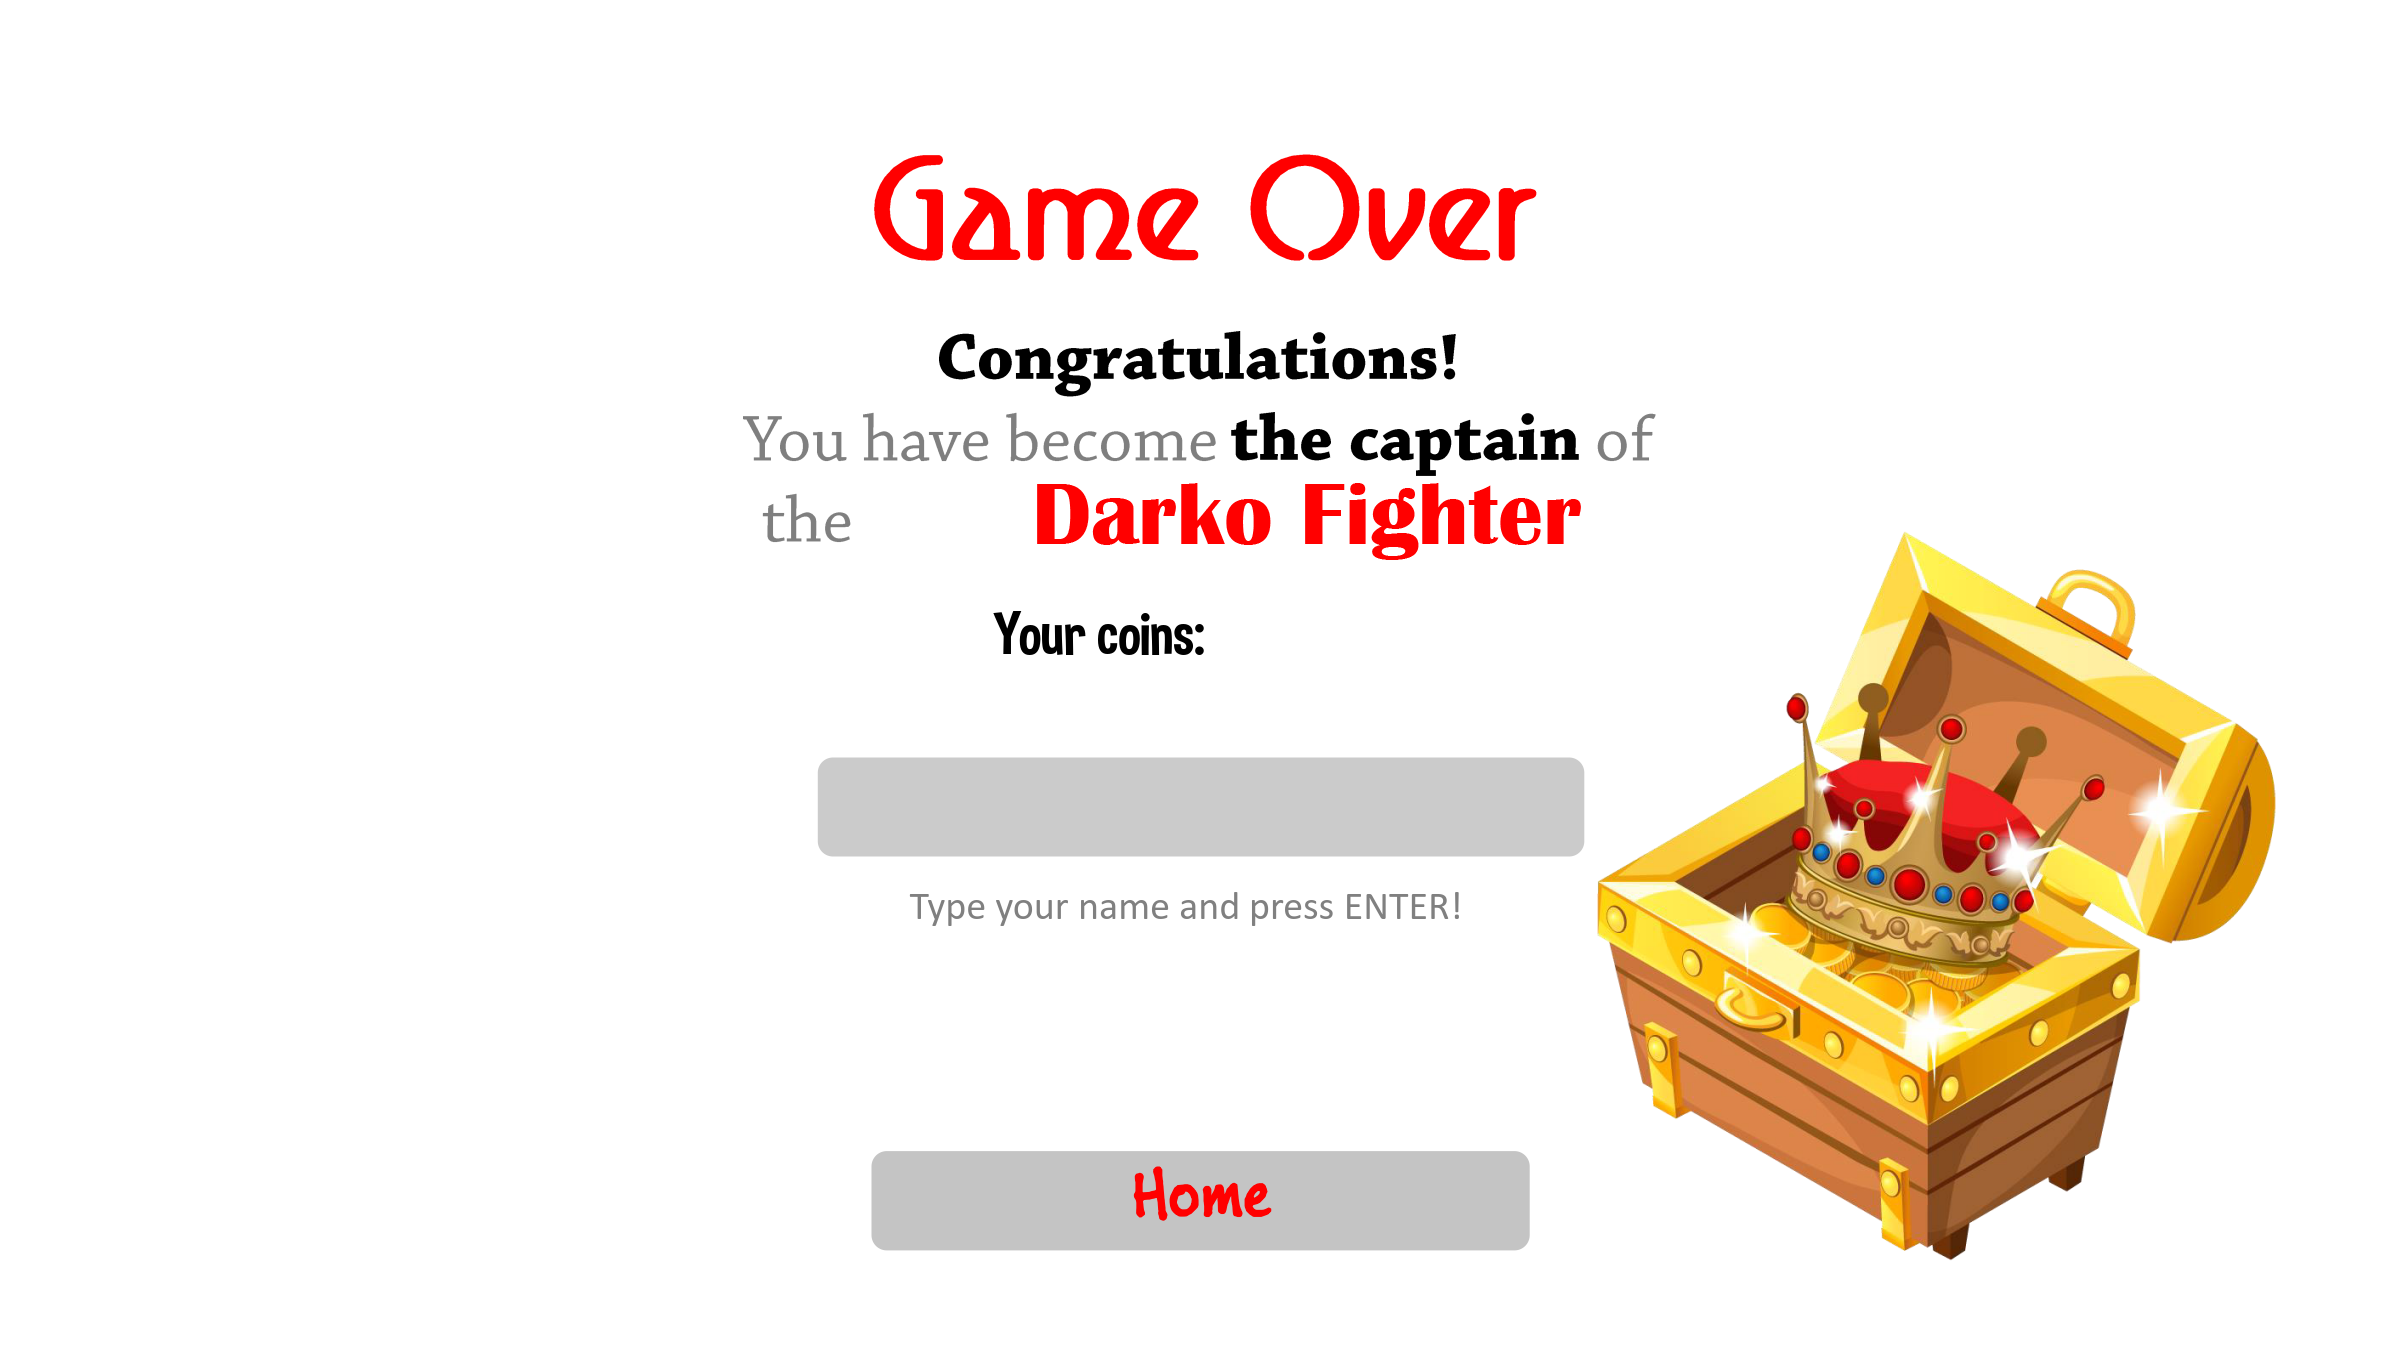 Game Over
Congratulations!
You have become the captain of
the Darko Fighter
Your coins:
Type your name and press ENTER!
Home